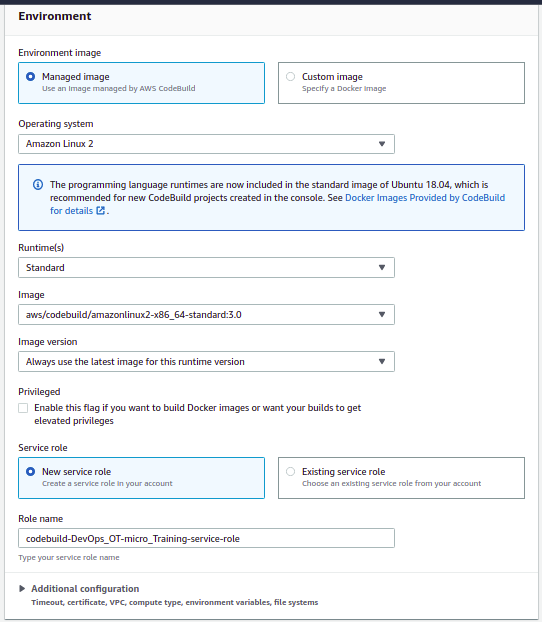 Environment
Environment image
Managed image
Use an image managed by AWS CodeBuild
Custom image
Specify a Docker image
Operating system
Amazon Linux 2
The programming language runtimes are now included in the standard image of Ubuntu 18.04, which is
recommended for new CodeBuild projects created in the console. See Docker Images Provided by CodeBuild
for details .
Runtime(s)
Standard
Image
aws/codebuild/amazonlinux2-x86_64-standard:3.0
Image version
Always use the latest image for this runtime version
Privileged
Enable this flag if you want to build Docker images or want your builds to get
elevated privileges
Service role
New service role
Create a service role in your account
Existing service role
Choose an existing service role from your account
Role name
codebuild-DevOps_OT-micro_Training-service-role
Type your service role name
Additional configuration
Timeout, certificate, VPC, compute type, environment variables, file systems